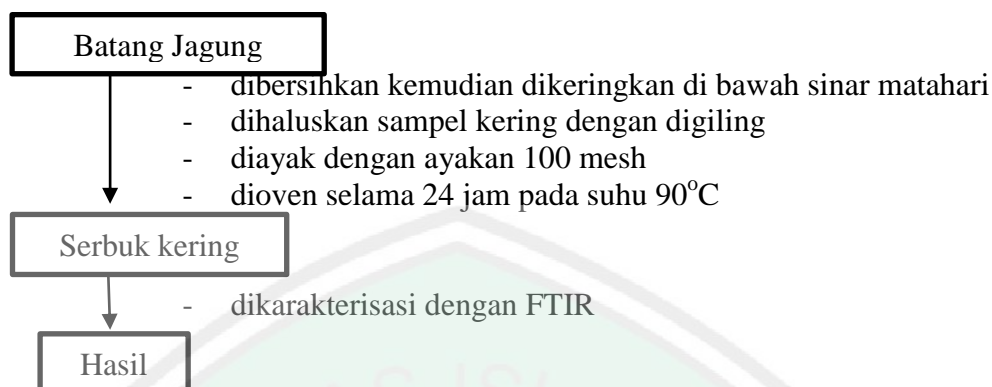 Batang Jagung
- dibersihkan kemudian dikeringkan di bawah sinar matahari
- dihaluskan sampel kering dengan digiling
- diayak dengan ayakan 100 mesh
- dioven selama 24 jam pada suhu 90°C
Serbuk kering
- dikarakterisasi dengan FTIR
Hasil